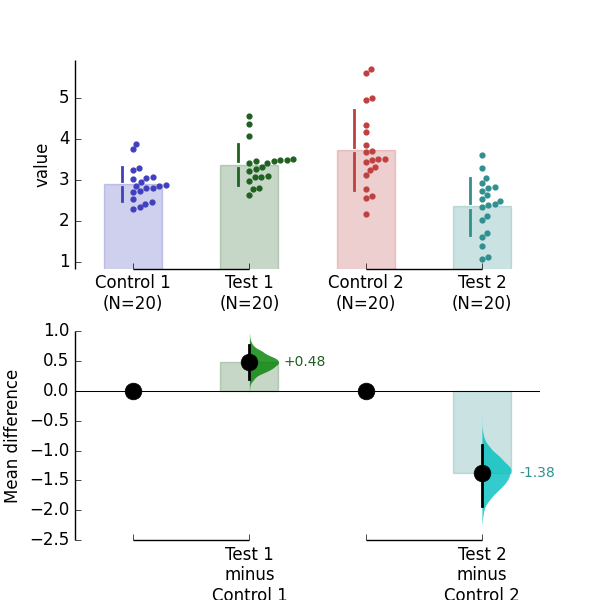 value
5
4
3
2
1
Control 1
(N=20)
Test 1
(N=20)
Control 2
(N=20)
Test 2
(N=20)
Mean difference
1.0
0.5
0.0
−0.5
−1.0
−1.5
−2.0
−2.5
+0.48
-1.38
Test 1
minus
Control 1
Test 2
minus
Control 2